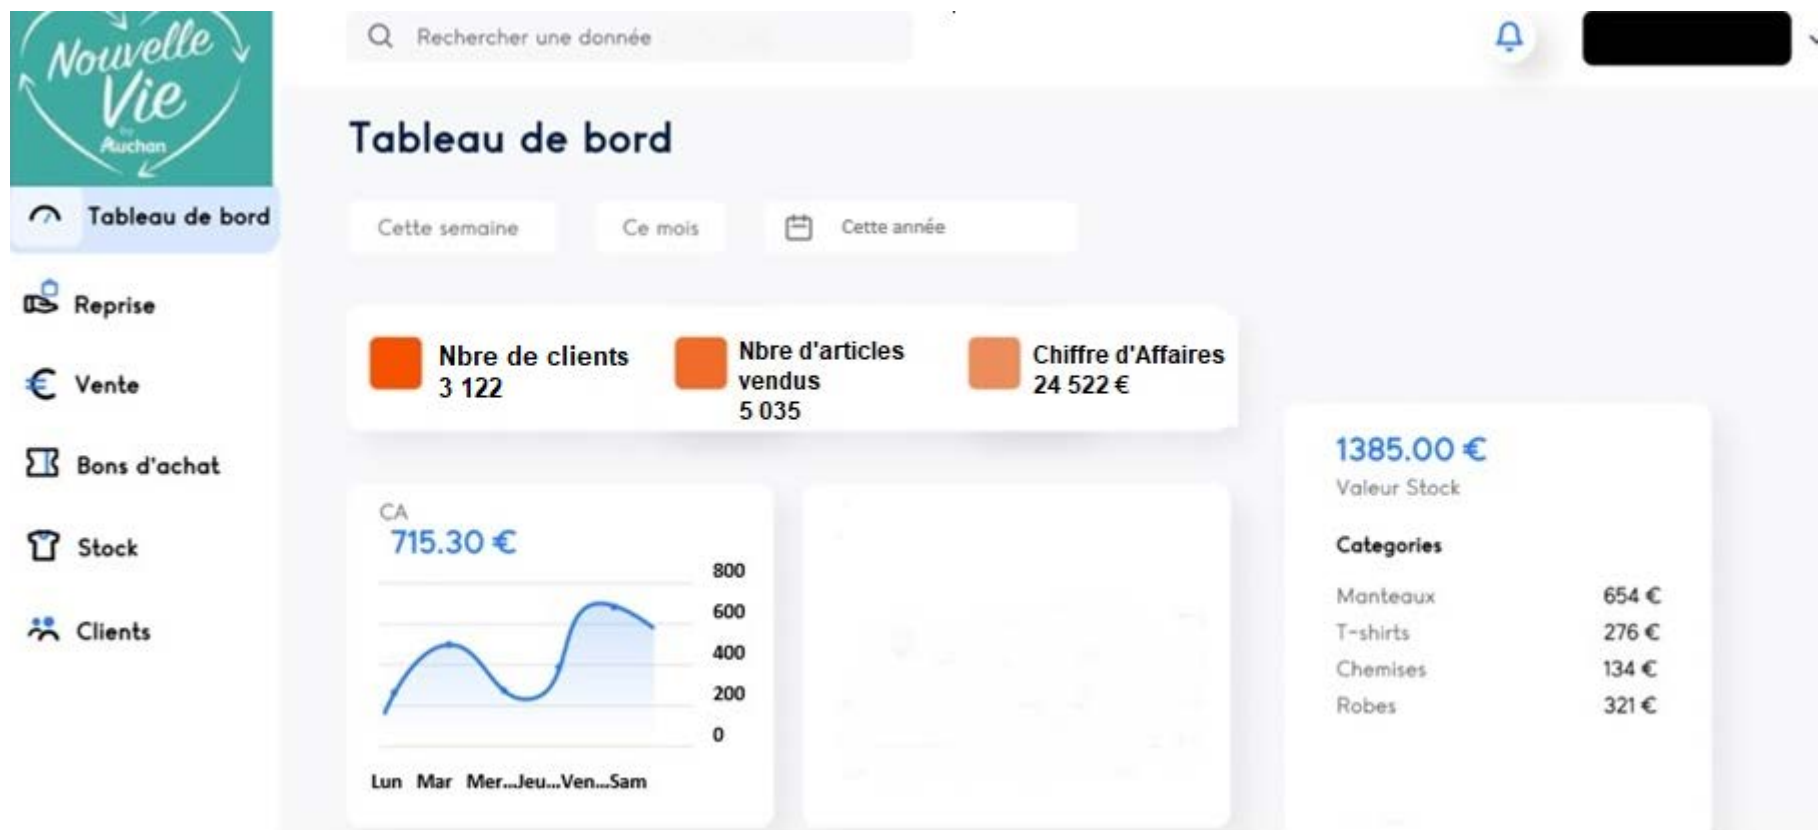 Nouvelle
Vie
by
Auchan
Rechercher une donnée
Tableau de bord
Tableau de bord
Reprise
Vente
Bons d'achat
Stock
Clients
Cette semaine
Ce mois
Cette année
Nbre de clients
3 122
Nbre d'articles
vendus
5 035
Chiffre d'Affaires
24 522 €
CA
715.30 €
800
600
400
200
0
Lun Mar Mer...Jeu...Ven...Sam
1385.00 €
Valeur Stock
Categories
Manteaux 654 €
T-shirts 276 €
Chemises 134 €
Robes 321 €